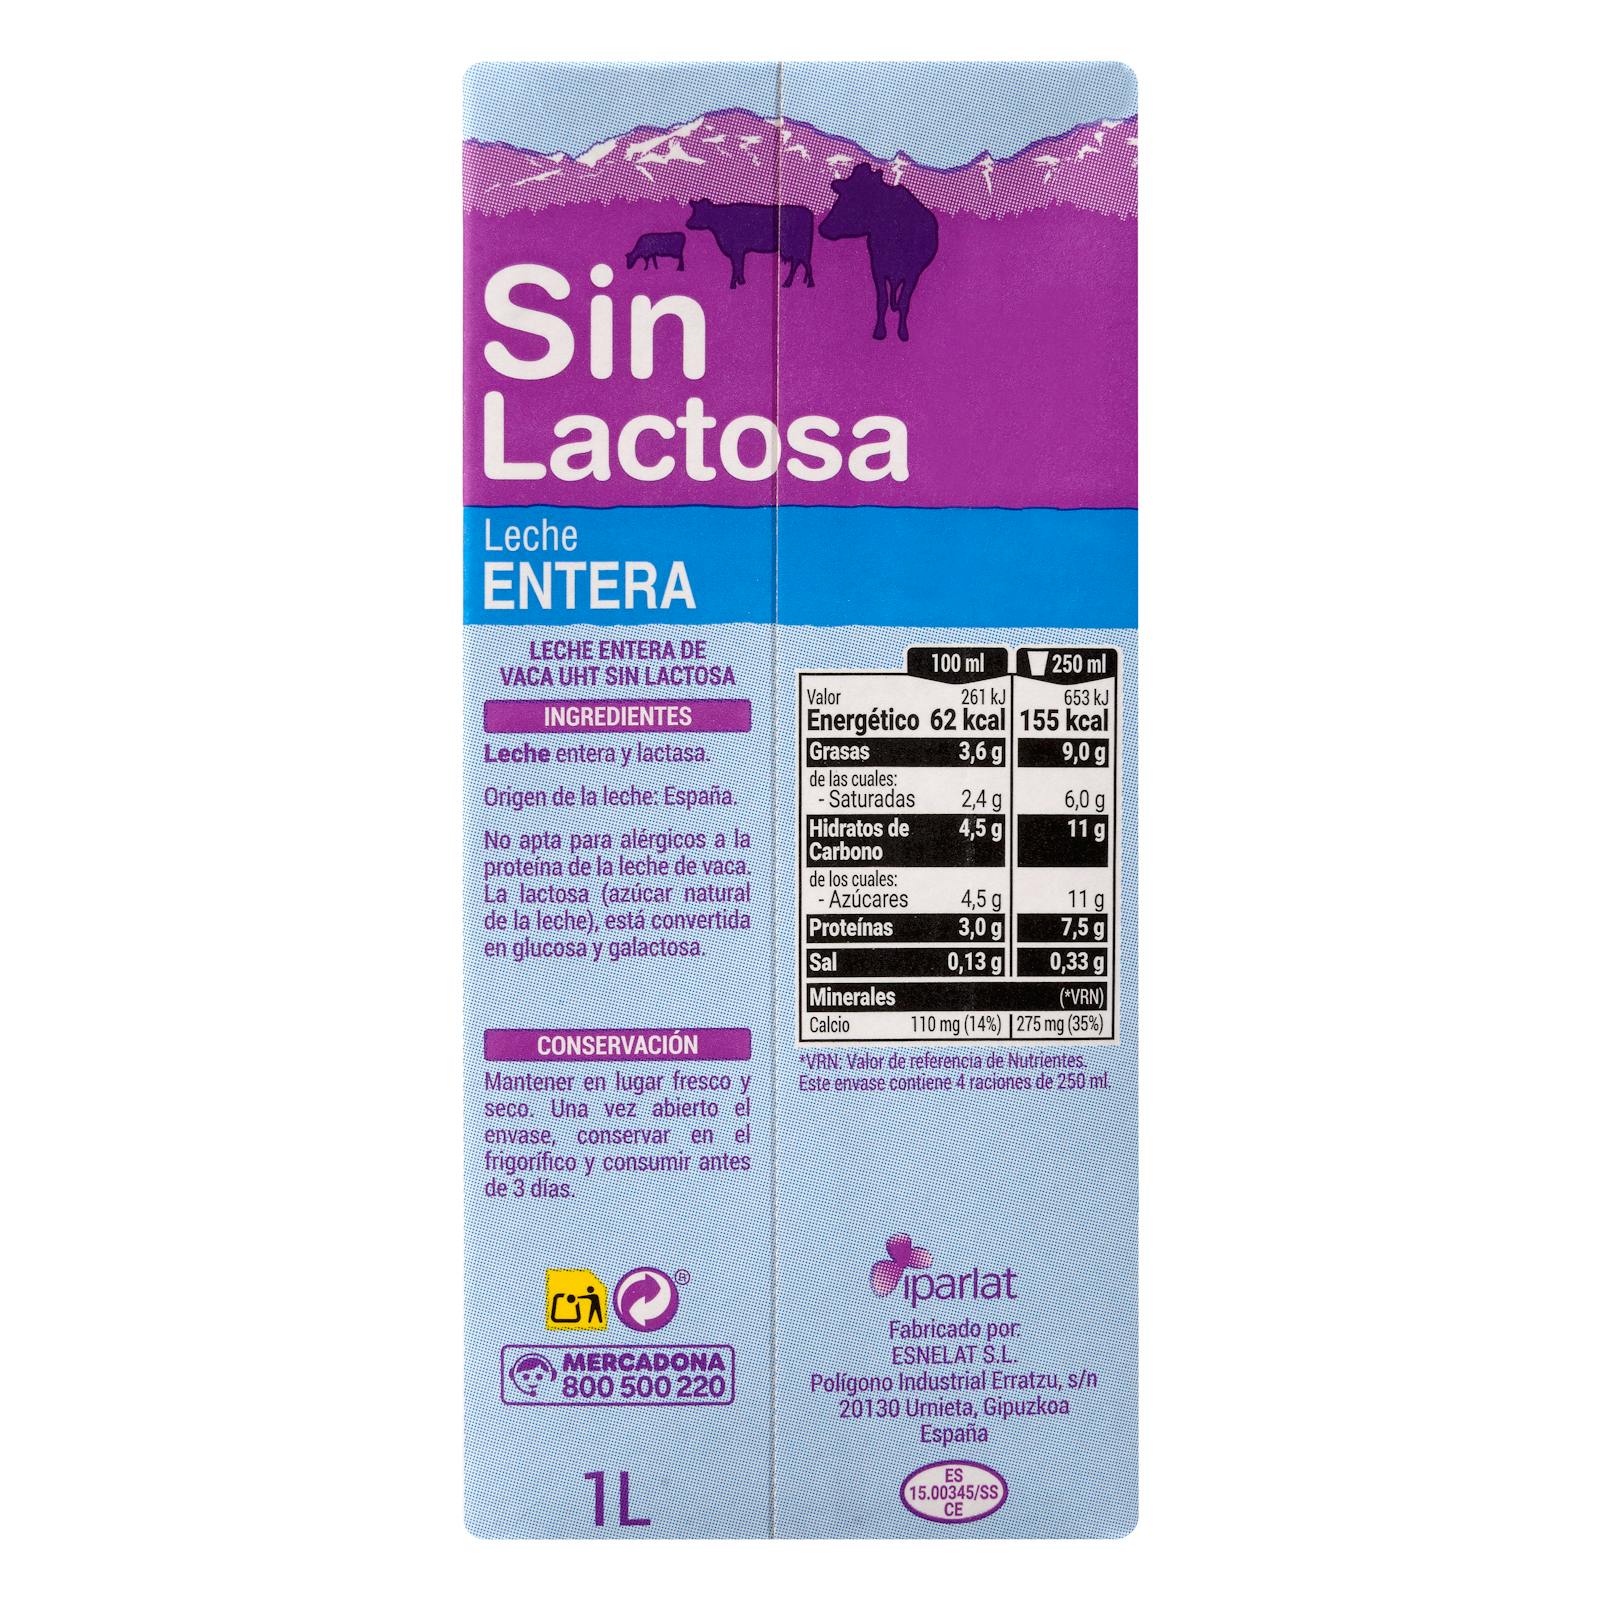 Sin
Lactosa
Leche
ENTERA
LECHE ENTERA DE
VACA UHT SIN LACTOSA
INGREDIENTES
Leche entera y lactasa.
Origen de la leche: España.
No apta para alérgicos a la
proteína de la leche de vaca.
La lactosa (azúcar natural
de la leche), está convertida
en glucosa y galactosa.
CONSERVACIÓN
Mantener en lugar fresco y
seco. Una vez abierto el
envase, conservar en el
frigorífico y consumir antes
de 3 días.
®
MERCADONA
800 500 220
1L
100 ml 250 ml
Valor 261 kJ 653 kJ
Energético 62 kcal 155 kcal
Grasas 3,6 g 9,0 g
de las cuales:
- Saturadas 2,4 g 6,0 g
Hidratos de 4,5 g 11 g
Carbono
de los cuales:
- Azúcares 4,5 g 11 g
Proteínas 3,0 g 7,5 g
Sal 0,13 g 0,33 g
Minerales (*VRN)
Calcio 110 mg (14%) 275 mg (35%)
*VRN: Valor de referencia de Nutrientes.
Este envase contiene 4 raciones de 250 ml.
iparlat
Fabricado por:
ESNELAT S.L.
Polígono Industrial Erratzu, s/n
20130 Urnieta, Gipuzkoa
España
ES
15.00345/SS
CE